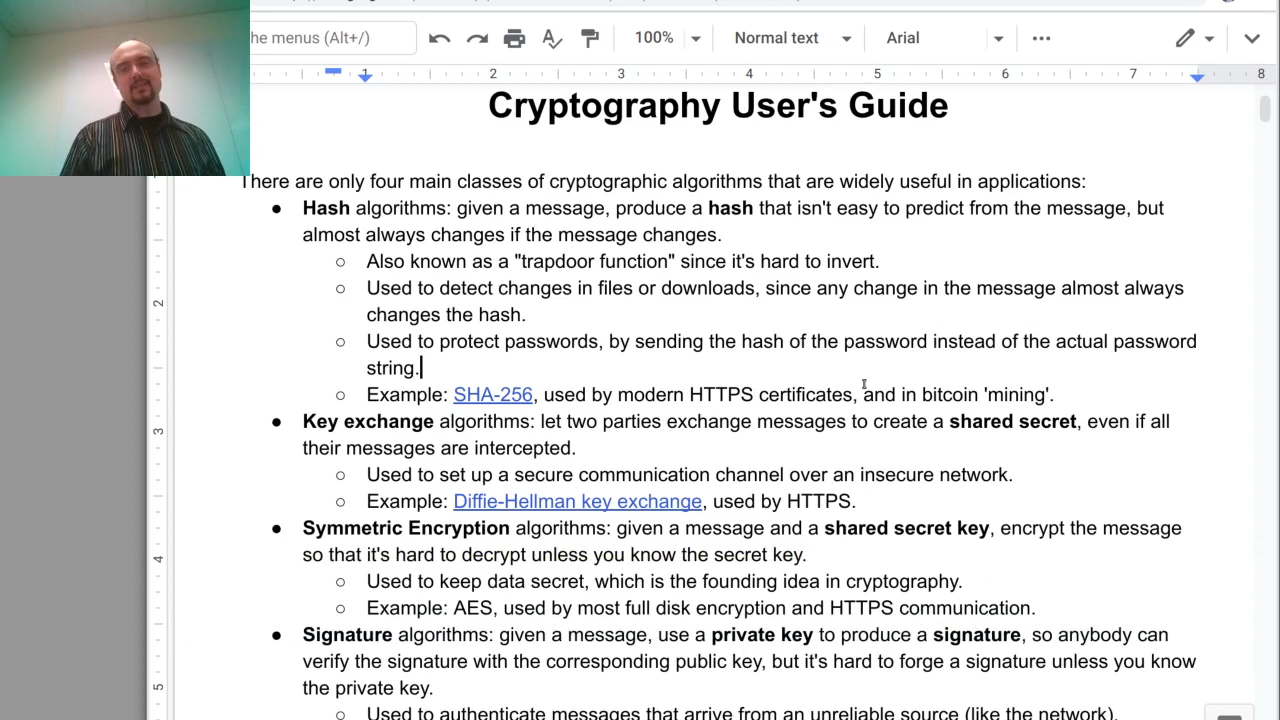 he menus (Alt+/)
100%
Normal text
Arial
1 2 3 4 5 6 7 8
Cryptography User's Guide
There are only four main classes of cryptographic algorithms that are widely useful in applications:
● Hash algorithms: given a message, produce a hash that isn't easy to predict from the message, but
almost always changes if the message changes.
○ Also known as a "trapdoor function" since it's hard to invert.
○ Used to detect changes in files or downloads, since any change in the message almost always
changes the hash.
○ Used to protect passwords, by sending the hash of the password instead of the actual password
string.
○ Example: SHA-256, used by modern HTTPS certificates, and in bitcoin 'mining'.
● Key exchange algorithms: let two parties exchange messages to create a shared secret, even if all
their messages are intercepted.
○ Used to set up a secure communication channel over an insecure network.
○ Example: Diffie-Hellman key exchange, used by HTTPS.
● Symmetric Encryption algorithms: given a message and a shared secret key, encrypt the message
so that it's hard to decrypt unless you know the secret key.
○ Used to keep data secret, which is the founding idea in cryptography.
○ Example: AES, used by most full disk encryption and HTTPS communication.
● Signature algorithms: given a message, use a private key to produce a signature, so anybody can
verify the signature with the corresponding public key, but it's hard to forge a signature unless you know
the private key.
○ Used to authenticate messages that arrive from an unreliable source (like the network).
2
3
4
5